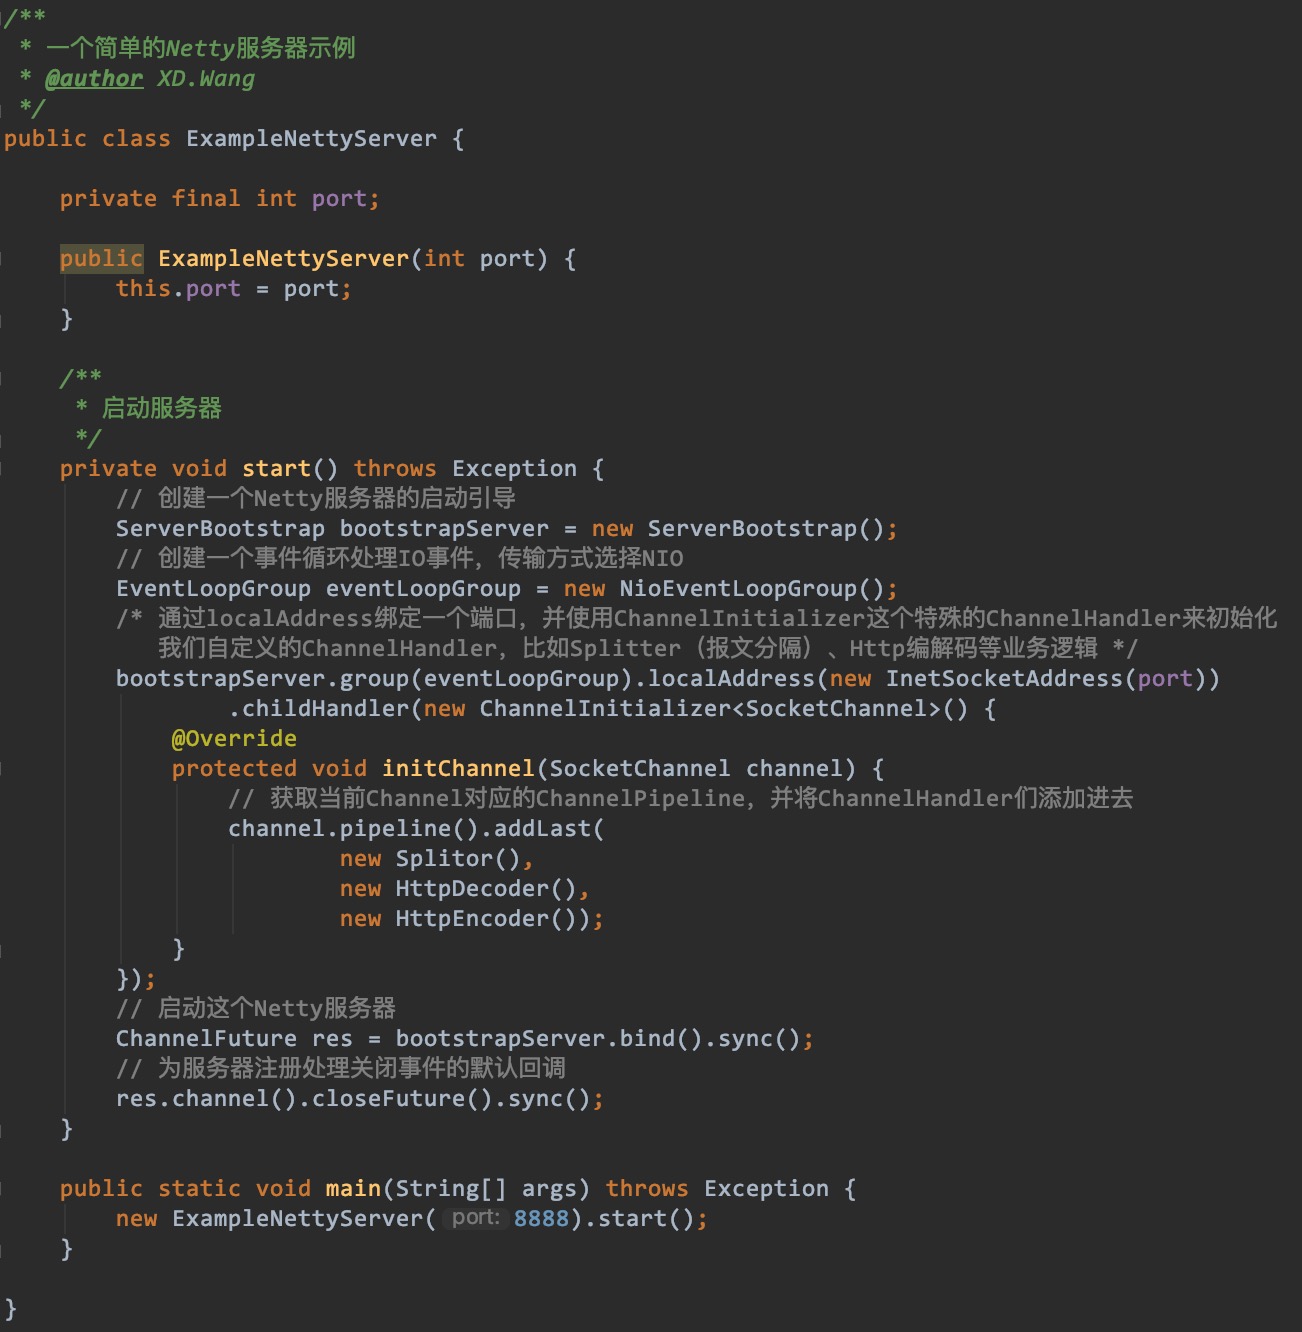 /**
 * 一个简单的Netty服务器示例
 * @author XD.Wang
 */
public class ExampleNettyServer {

    private final int port;

    public ExampleNettyServer(int port) {
        this.port = port;
    }

    /**
     * 启动服务器
     */
    private void start() throws Exception {
        // 创建一个Netty服务器的启动引导
        ServerBootstrap bootstrapServer = new ServerBootstrap();
        // 创建一个事件循环处理IO事件，传输方式选择NIO
        EventLoopGroup eventLoopGroup = new NioEventLoopGroup();
        /* 通过localAddress绑定一个端口，并使用ChannelInitializer这个特殊的ChannelHandler来初始化
           我们自定义的ChannelHandler，比如Splitter（报文分隔）、Http编解码等业务逻辑 */
        bootstrapServer.group(eventLoopGroup).localAddress(new InetSocketAddress(port))
                .childHandler(new ChannelInitializer<SocketChannel>() {
            @Override
            protected void initChannel(SocketChannel channel) {
                // 获取当前Channel对应的ChannelPipeline，并将ChannelHandler们添加进去
                channel.pipeline().addLast(
                        new Splitor(),
                        new HttpDecoder(),
                        new HttpEncoder());
            }
        });
        // 启动这个Netty服务器
        ChannelFuture res = bootstrapServer.bind().sync();
        // 为服务器注册处理关闭事件的默认回调
        res.channel().closeFuture().sync();
    }

    public static void main(String[] args) throws Exception {
        new ExampleNettyServer( port: 8888).start();
    }

}